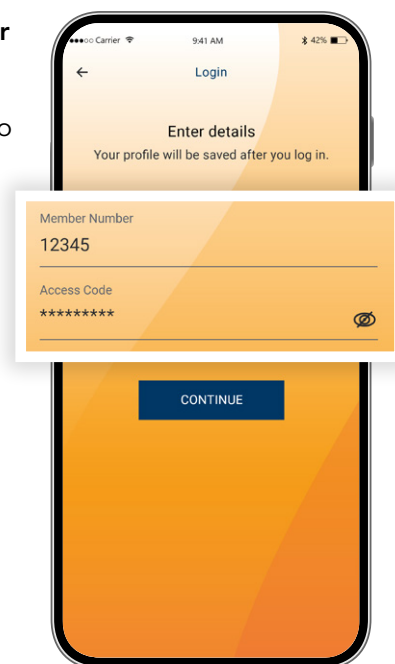 r
o
●●●○○ Carrier 9:41 AM 42%
Login
Enter details
Your profile will be saved after you log in.
Member Number
12345
Access Code
*********
CONTINUE